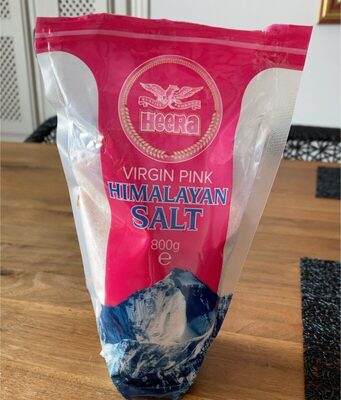 HeeRa
VIRGIN PINK
HIMALAYAN
SALT
800g
e